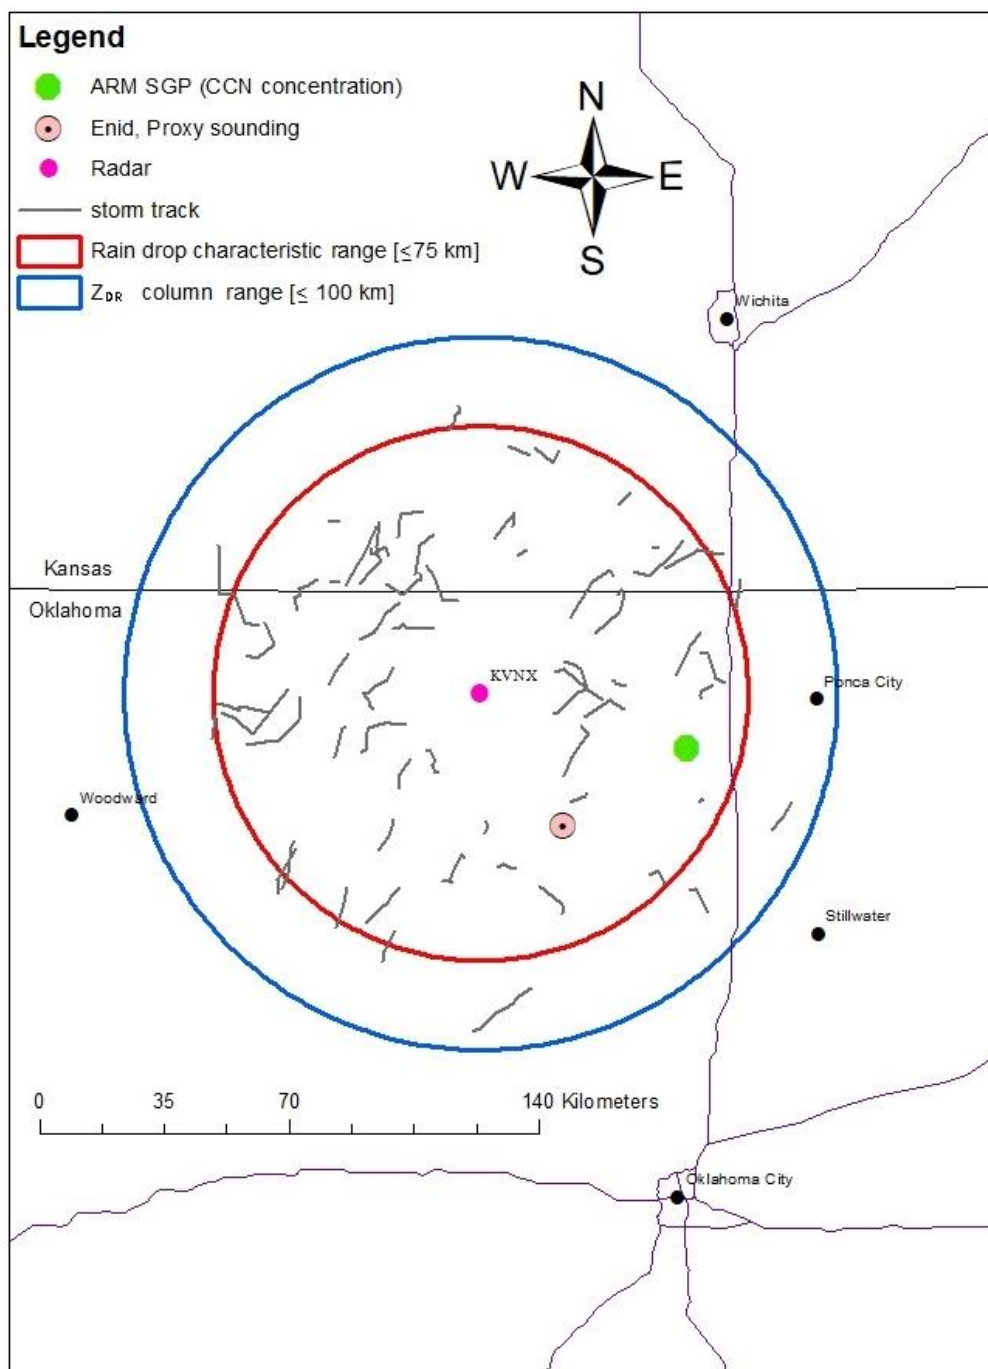 Legend
ARM SGP (CCN concentration)
Enid, Proxy sounding
Radar
storm track
Rain drop characteristic range [≤75 km]
ZDR column range [≤ 100 km]
N
W E
S
Wichita
Kansas
Oklahoma
KVNX
Ponca City
Woodward
Stillwater
0 35 70 140 Kilometers
Oklahoma City